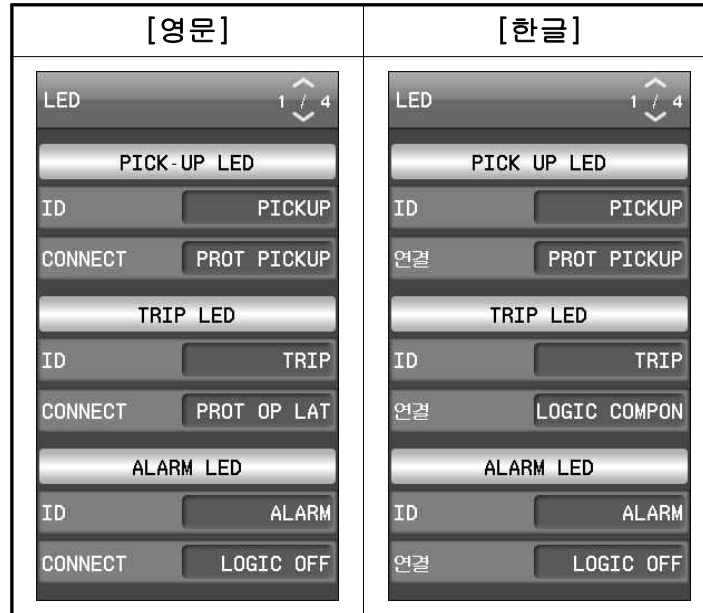 [영문]
LED 1 / 4
PICK-UP LED
ID PICKUP
CONNECT PROT PICKUP
TRIP LED
ID TRIP
CONNECT PROT OP LAT
ALARM LED
ID ALARM
CONNECT LOGIC OFF
[한글]
LED 1 / 4
PICK UP LED
ID PICKUP
연결 PROT PICKUP
TRIP LED
ID TRIP
연결 LOGIC COMPON
ALARM LED
ID ALARM
연결 LOGIC OFF